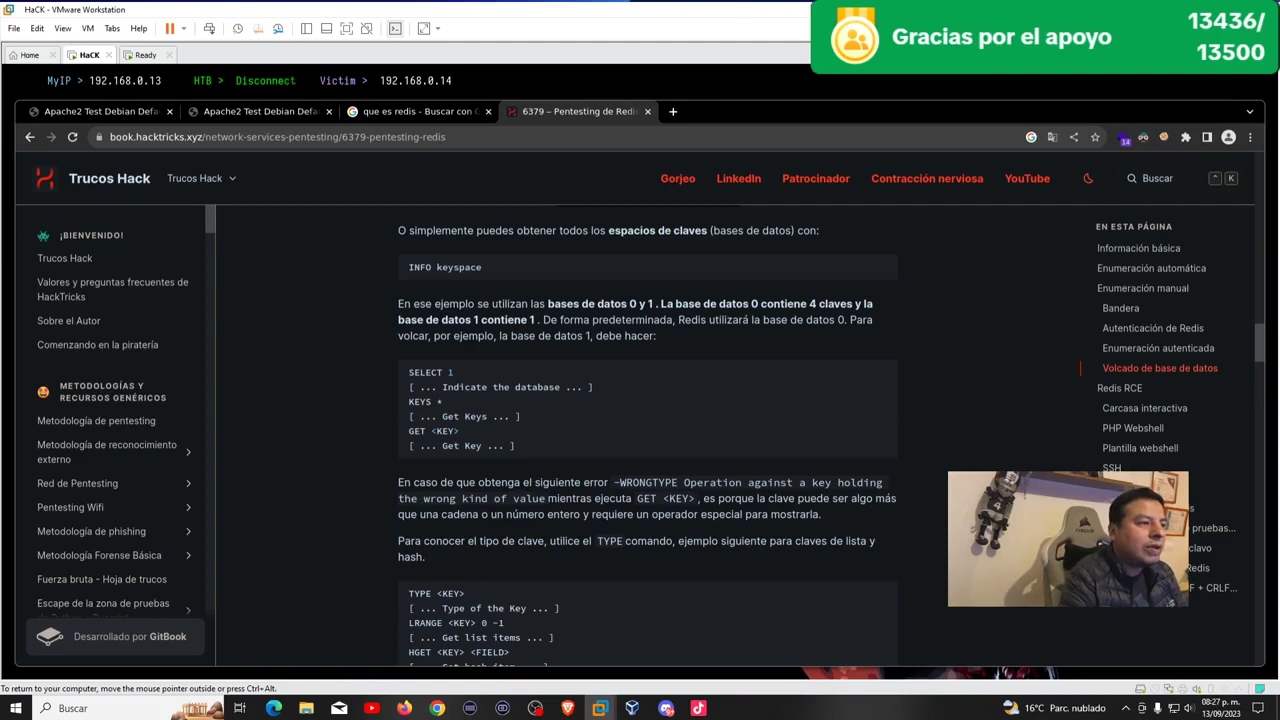 HaCK - VMware Workstation
File Edit View VM Tabs Help
Home HaCK Ready
Gracias por el apoyo
13436/
13500
MyIP > 192.168.0.13 HTB > Disconnect Victim > 192.168.0.14
Apache2 Test Debian Defa Apache2 Test Debian Defa que es redis - Buscar con G 6379 – Pentesting de Redis
book.hacktricks.xyz/network-services-pentesting/6379-pentesting-redis
14
Trucos Hack Trucos Hack Gorjeo LinkedIn Patrocinador Contracción nerviosa YouTube Buscar ^ K
¡BIENVENIDO!
Trucos Hack
Valores y preguntas frecuentes de
HackTricks
Sobre el Autor
Comenzando en la piratería
METODOLOGÍAS Y
RECURSOS GENÉRICOS
Metodología de pentesting
Metodología de reconocimiento
externo
Red de Pentesting
Pentesting Wifi
Metodología de phishing
Metodología Forense Básica
Fuerza bruta - Hoja de trucos
Escape de la zona de pruebas
Desarrollado por GitBook
O simplemente puedes obtener todos los espacios de claves (bases de datos) con:
INFO keyspace
En ese ejemplo se utilizan las bases de datos 0 y 1 . La base de datos 0 contiene 4 claves y la
base de datos 1 contiene 1 . De forma predeterminada, Redis utilizará la base de datos 0. Para
volcar, por ejemplo, la base de datos 1, debe hacer:
SELECT 1
[ ... Indicate the database ... ]
KEYS *
[ ... Get Keys ... ]
GET <KEY>
[ ... Get Key ... ]
En caso de que obtenga el siguiente error -WRONGTYPE Operation against a key holding
the wrong kind of value mientras ejecuta GET <KEY> , es porque la clave puede ser algo más
que una cadena o un número entero y requiere un operador especial para mostrarla.
Para conocer el tipo de clave, utilice el TYPE comando, ejemplo siguiente para claves de lista y
hash.
TYPE <KEY>
[ ... Type of the Key ... ]
LRANGE <KEY> 0 -1
[ ... Get list items ... ]
HGET <KEY> <FIELD>
EN ESTA PÁGINA
Información básica
Enumeración automática
Enumeración manual
Bandera
Autenticación de Redis
Enumeración autenticada
Volcado de base de datos
Redis RCE
Carcasa interactiva
PHP Webshell
Plantilla webshell
SSH
pruebas...
clavo
Redis
F + CRLF...
To return to your computer, move the mouse pointer outside or press Ctrl+Alt.
Buscar 16°C Parc. nublado 08:27 p. m.
13/09/2023